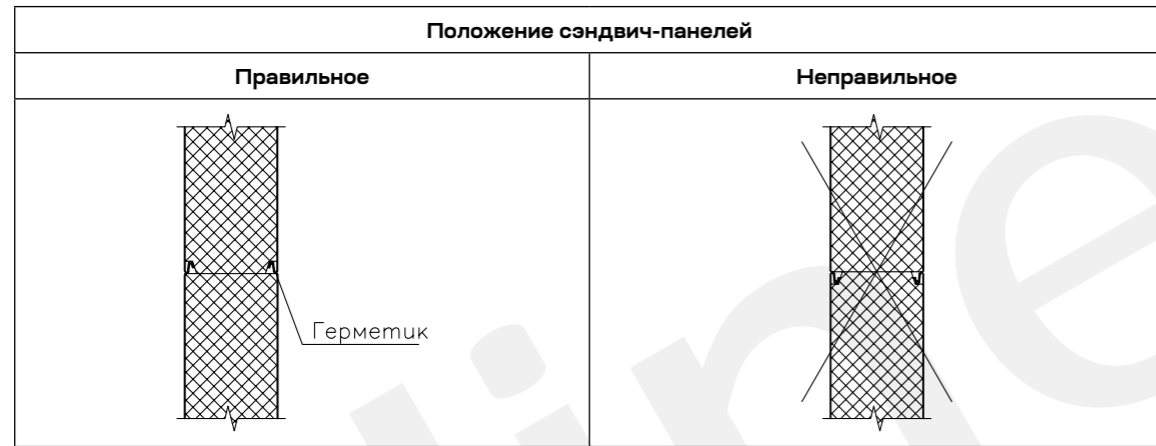 Положение сэндвич-панелей
Правильное
Неправильное
Герметик